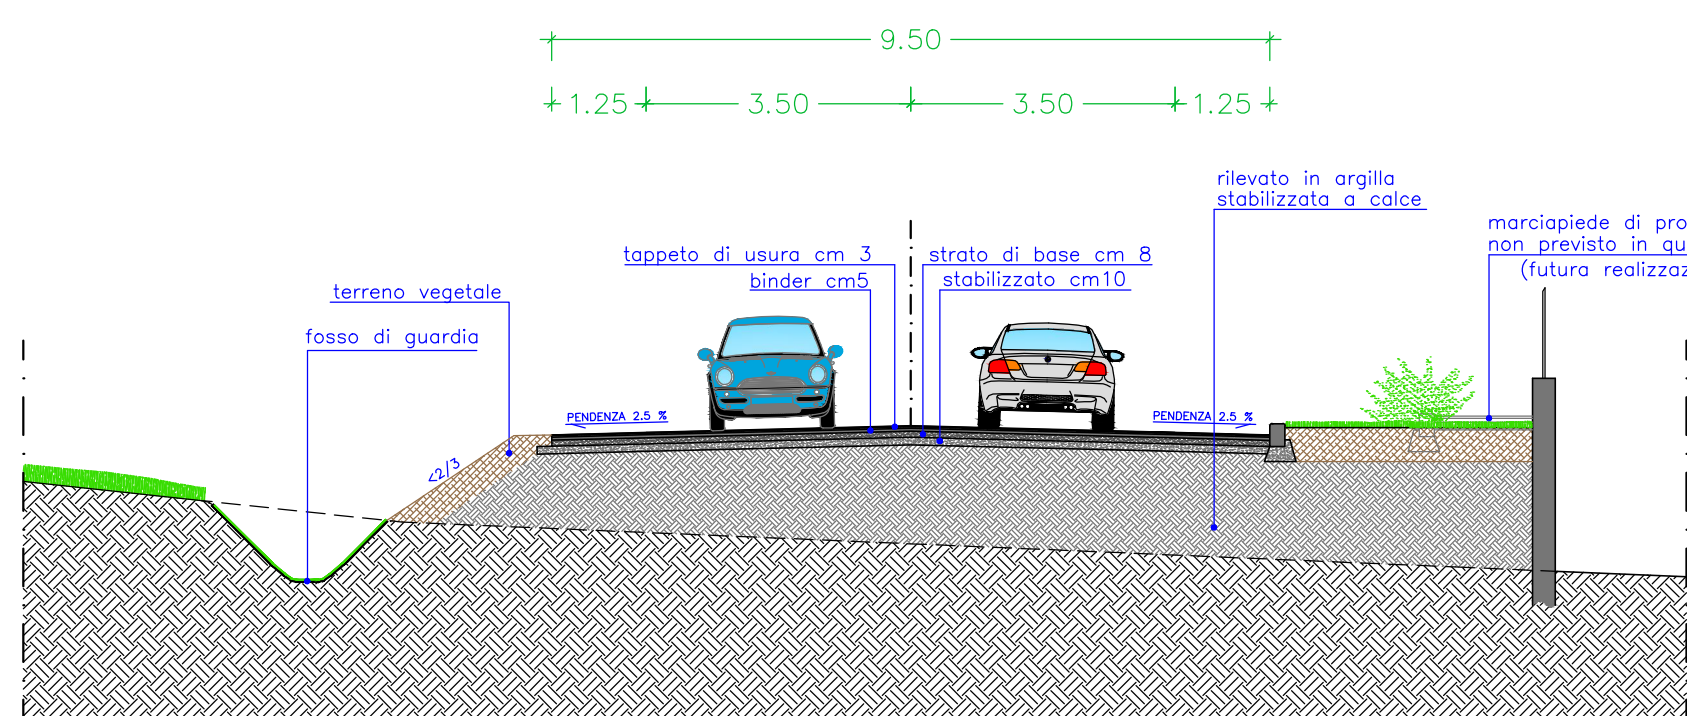 9.50
1.25 3.50 3.50 1.25
rilevato in argilla
stabilizzata a calce
marciapiede di pro
non previsto in qu
(futura realizzaz
tappeto di usura cm 3
strato di base cm 8
binder cm5
stabilizzato cm10
terreno vegetale
fosso di guardia
PENDENZA 2.5 %
PENDENZA 2.5 %
<2/3